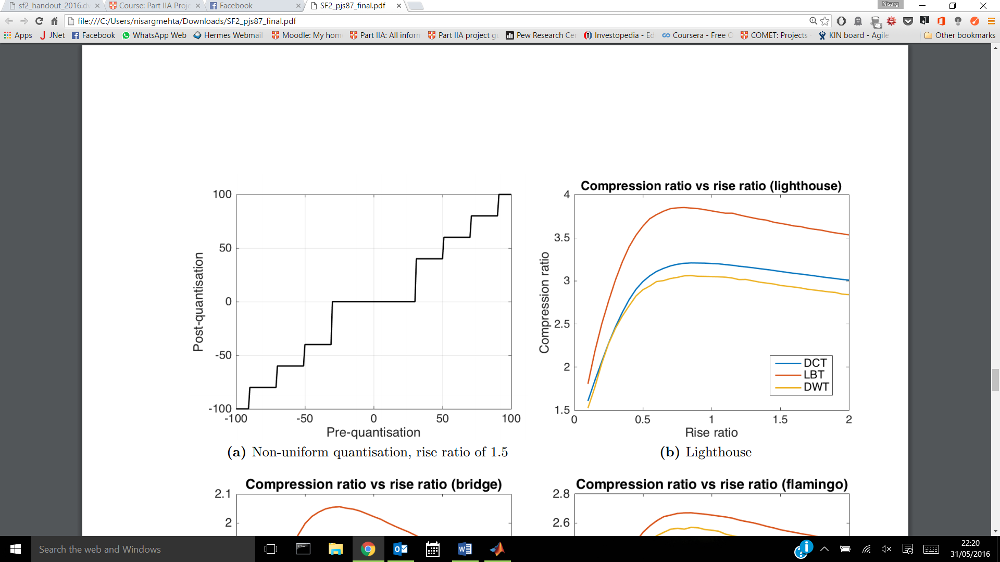 sf2_handout_2016.dv
Course: Part IIA Proje
Facebook
SF2_pjs87_final.pdf
Nisarg
file:///C:/Users/nisargmehta/Downloads/SF2_pjs87_final.pdf
Apps
JNet
Facebook
WhatsApp Web
Hermes Webmail
Moodle: My hom
Part IIA: All inforn
Part IIA project gu
Pew Research Cer
Investopedia - Ed
Coursera - Free O
COMET: Projects
KIN board - Agile
Other bookmarks
48
100
50
0
-50
-100
-100 -50 0 50 100
Post-quantisation
Pre-quantisation
(a) Non-uniform quantisation, rise ratio of 1.5
Compression ratio vs rise ratio (lighthouse)
4
3.5
3
2.5
2
1.5
0 0.5 1 1.5 2
Compression ratio
Rise ratio
DCT
LBT
DWT
(b) Lighthouse
Compression ratio vs rise ratio (bridge)
2.1
2
Compression ratio vs rise ratio (flamingo)
2.8
2.6
Search the web and Windows
22:20
31/05/2016